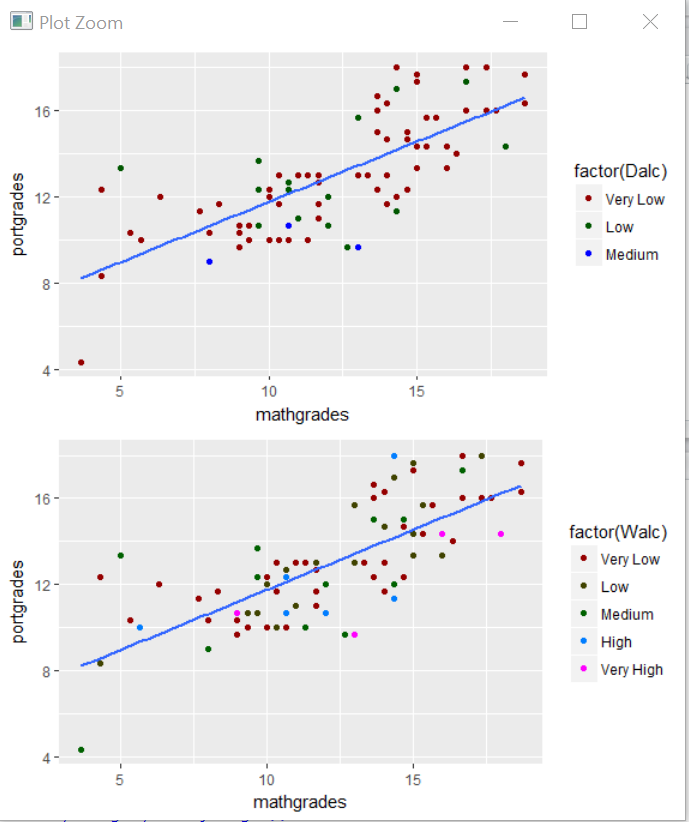 Plot Zoom
16
12
8
4
portgrades
5 10 15
mathgrades
factor(Dalc)
Very Low
Low
Medium
16
12
8
4
portgrades
5 10 15
mathgrades
factor(Walc)
Very Low
Low
Medium
High
Very High